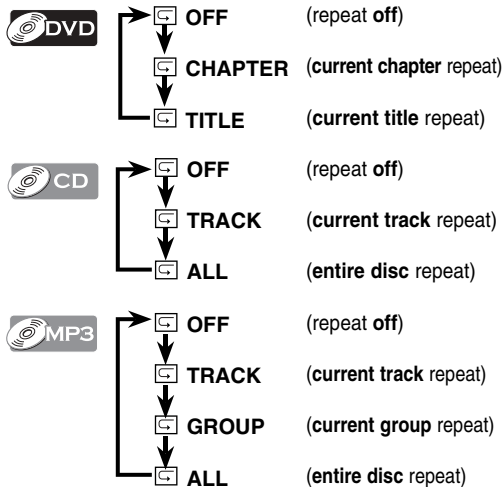 DVD OFF (repeat off)
CHAPTER (current chapter repeat)
TITLE (current title repeat)
CD OFF (repeat off)
TRACK (current track repeat)
ALL (entire disc repeat)
MP3 OFF (repeat off)
TRACK (current track repeat)
GROUP (current group repeat)
ALL (entire disc repeat)